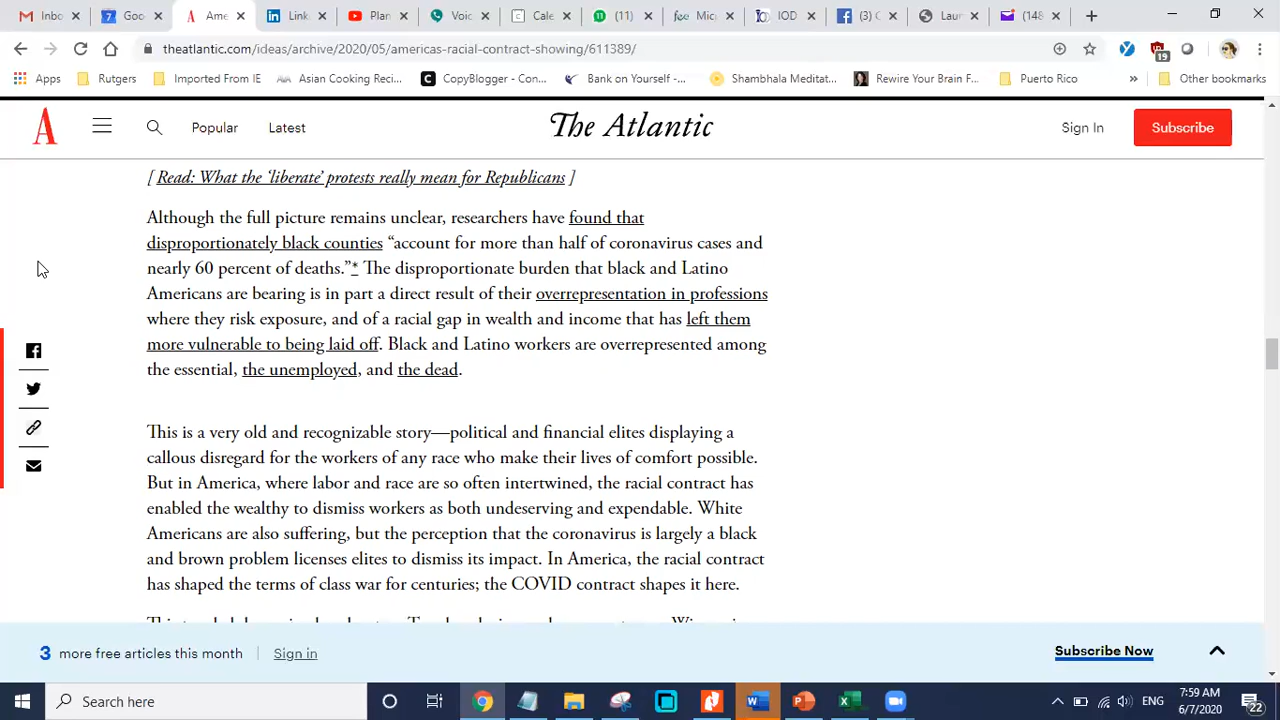 Inbo
7
Goo
Ame
Link
Plan
Voic
Cale
(11)
Mic
IOD
(3) C
Laun
(148
theatlantic.com/ideas/archive/2020/05/americas-racial-contract-showing/611389/
19
Apps
Rutgers
Imported From IE
Asian Cooking Reci...
CopyBlogger - Con...
Bank on Yourself -...
Shambhala Meditat...
Rewire Your Brain F...
Puerto Rico
»
Other bookmarks
A
Popular
Latest
The Atlantic
Sign In
Subscribe
[ Read: What the ‘liberate’ protests really mean for Republicans ]
Although the full picture remains unclear, researchers have found that
disproportionately black counties “account for more than half of coronavirus cases and
nearly 60 percent of deaths.”* The disproportionate burden that black and Latino
Americans are bearing is in part a direct result of their overrepresentation in professions
where they risk exposure, and of a racial gap in wealth and income that has left them
more vulnerable to being laid off. Black and Latino workers are overrepresented among
the essential, the unemployed, and the dead.
This is a very old and recognizable story—political and financial elites displaying a
callous disregard for the workers of any race who make their lives of comfort possible.
But in America, where labor and race are so often intertwined, the racial contract has
enabled the wealthy to dismiss workers as both undeserving and expendable. White
Americans are also suffering, but the perception that the coronavirus is largely a black
and brown problem licenses elites to dismiss its impact. In America, the racial contract
has shaped the terms of class war for centuries; the COVID contract shapes it here.
3 more free articles this month
Sign in
Subscribe Now
Search here
ENG
7:59 AM
6/7/2020
22